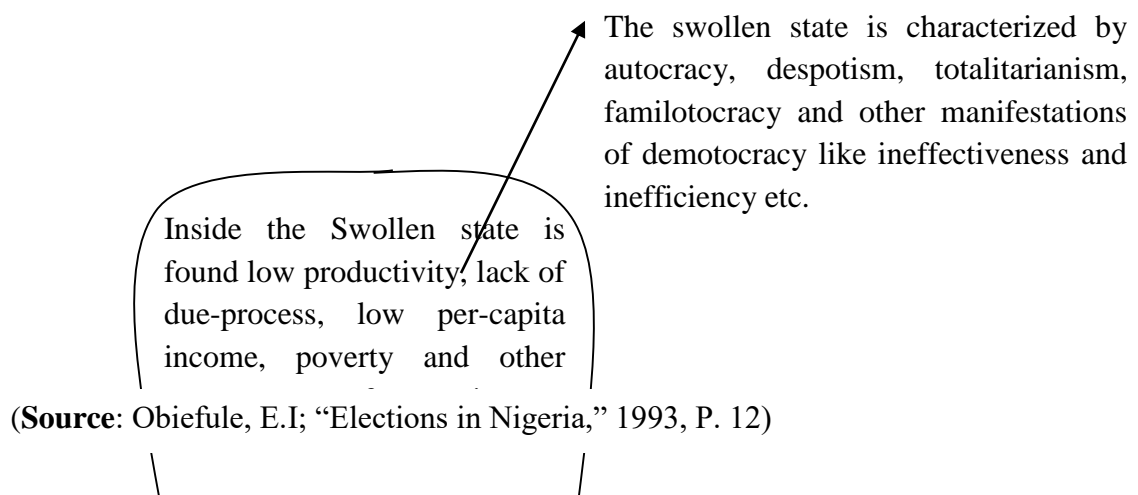 The swollen state is characterized by
autocracy, despotism, totalitarianism,
familotocracy and other manifestations
of demotocracy like ineffectiveness and
inefficiency etc.
Inside the Swollen state is
found low productivity, lack of
due-process, low per-capita
income, poverty and other
(Source: Obiefule, E.I; “Elections in Nigeria,” 1993, P. 12)